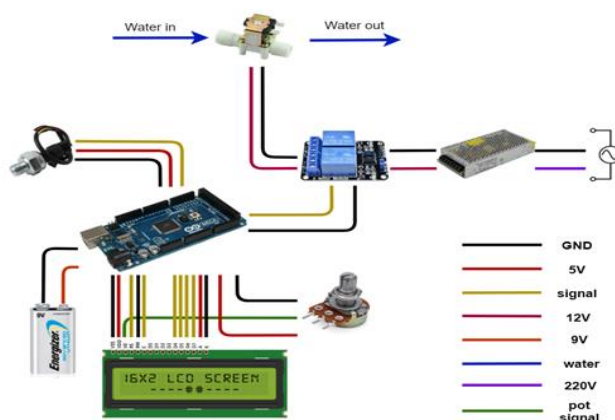 Water in
Water out
GND
5V
signal
12V
9V
water
220V
pot
signal
Energizer
16X2 LCD SCREEN